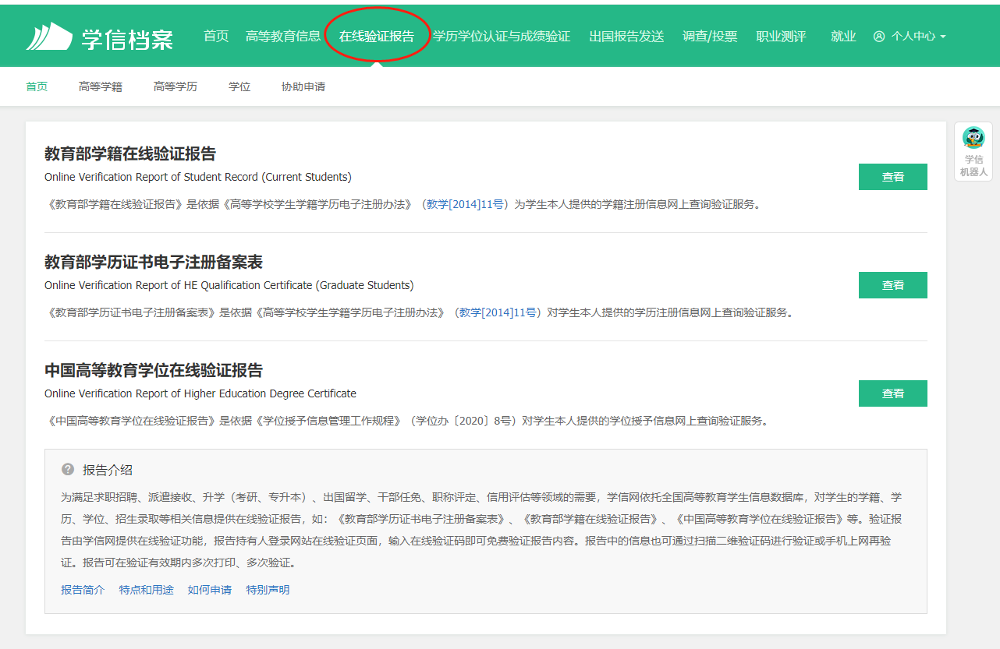 学信档案 首页 高等教育信息 在线验证报告 学历学位认证与成绩验证 出国报告发送 调查/投票 职业测评 就业 个人中心
首页 高等学籍 高等学历 学位 协助申请
教育部学籍在线验证报告
Online Verification Report of Student Record (Current Students)
查看
《教育部学籍在线验证报告》是依据《高等学校学生学籍学历电子注册办法》（教学[2014]11号）为学生本人提供的学籍注册信息网上查询验证服务。
学信
机器人
教育部学历证书电子注册备案表
Online Verification Report of HE Qualification Certificate (Graduate Students)
查看
《教育部学历证书电子注册备案表》是依据《高等学校学生学籍学历电子注册办法》（教学[2014]11号）对学生本人提供的学历注册信息网上查询验证服务。
中国高等教育学位在线验证报告
Online Verification Report of Higher Education Degree Certificate
查看
《中国高等教育学位在线验证报告》是依据《学位授予信息管理工作规程》（学位办〔2020〕8号）对学生本人提供的学位授予信息网上查询验证服务。
? 报告介绍
为满足求职招聘、派遣接收、升学（考研、专升本）、出国留学、干部任免、职称评定、信用评估等领域的需要，学信网依托全国高等教育学生信息数据库，对学生的学籍、学
历、学位、招生录取等相关信息提供在线验证报告，如：《教育部学历证书电子注册备案表》、《教育部学籍在线验证报告》、《中国高等教育学位在线验证报告》等。验证报
告由学信网提供在线验证功能，报告持有人登录网站在线验证页面，输入在线验证码即可免费验证报告内容。报告中的信息也可通过扫描二维验证码进行验证或手机上网再验
证。报告可在验证有效期内多次打印、多次验证。
报告简介 特点和用途 如何申请 特别声明